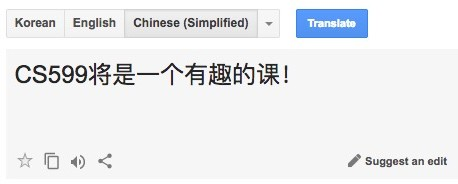 Korean English Chinese (Simplified) Translate
CS599将是一个有趣的课!
Suggest an edit